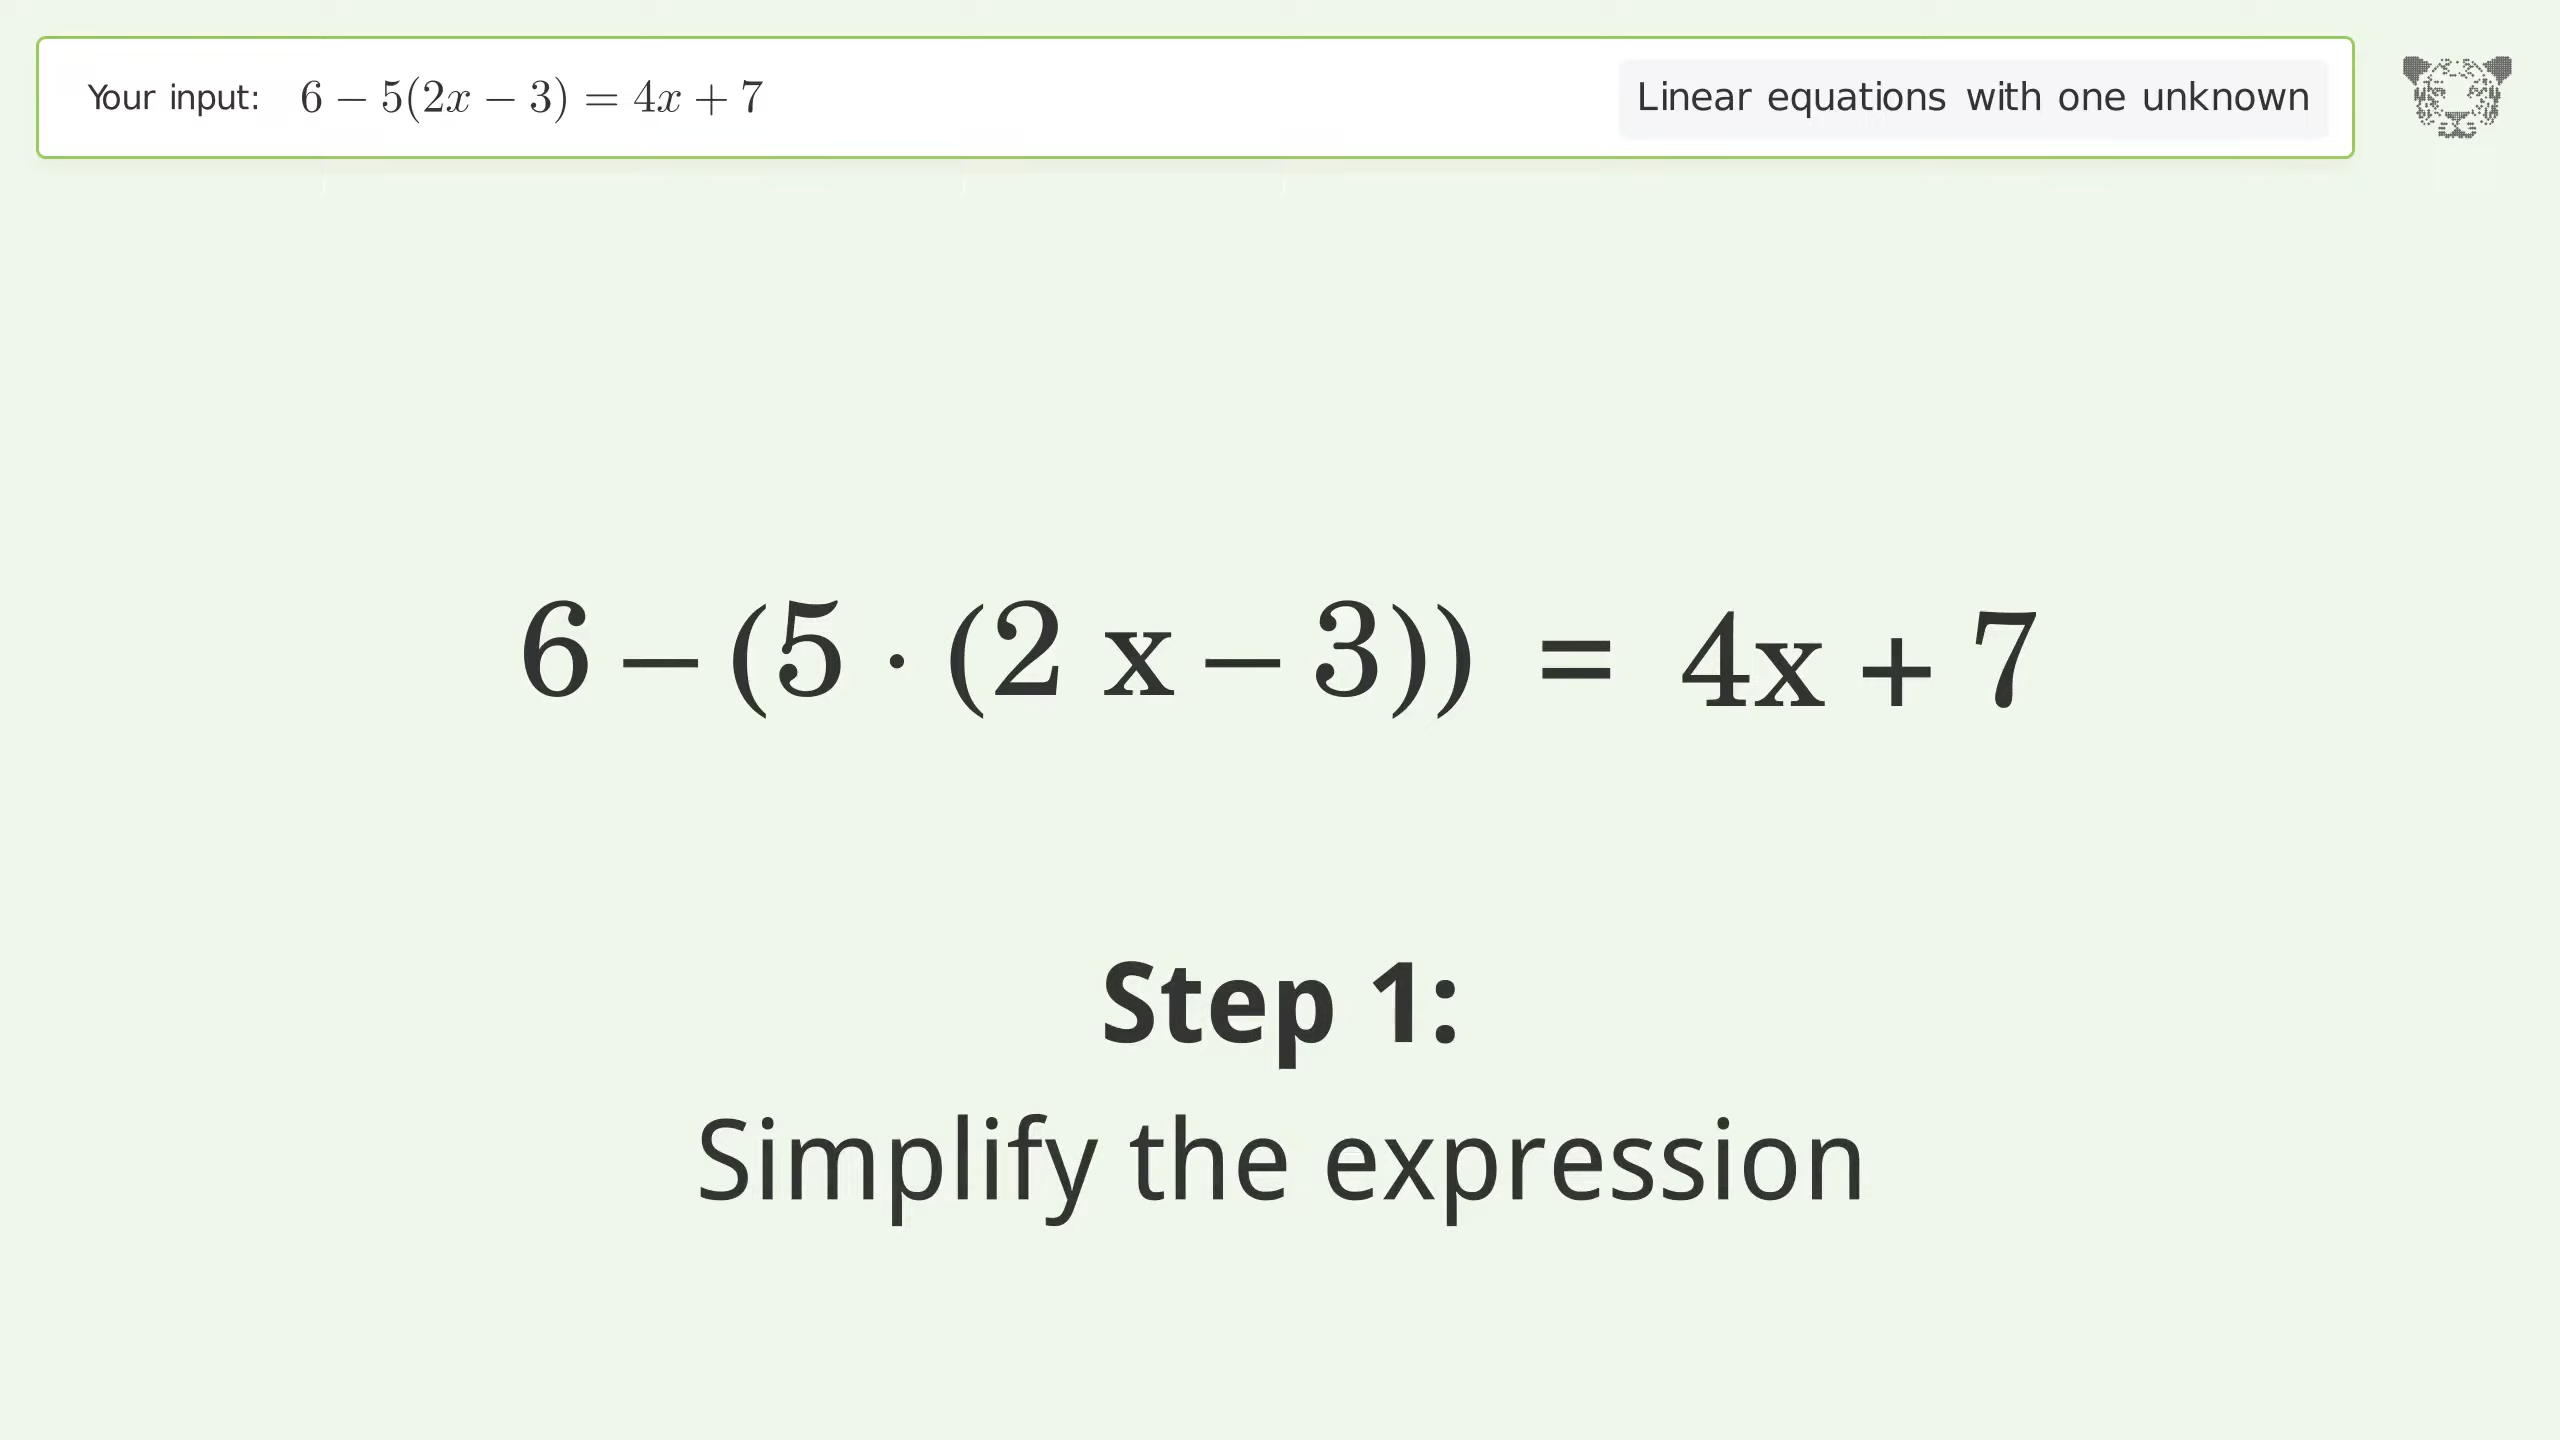 Your input: 6 − 5(2x − 3) = 4x + 7
Linear equations with one unknown
6 − (5 · (2 x − 3)) = 4x + 7
Step 1:
Simplify the expression